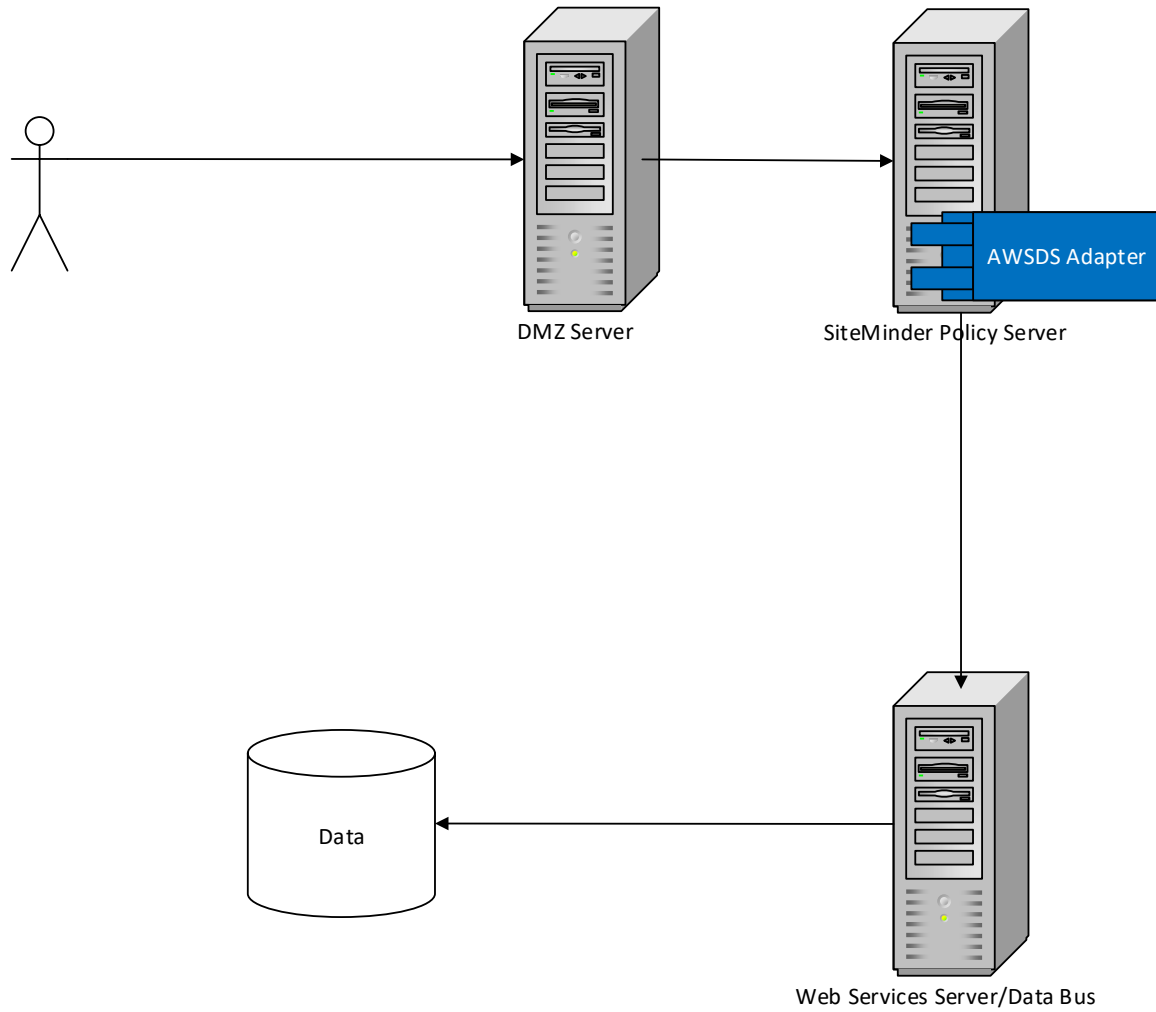 AWSDS Adapter
DMZ Server
SiteMinder Policy Server
Data
Web Services Server/Data Bus